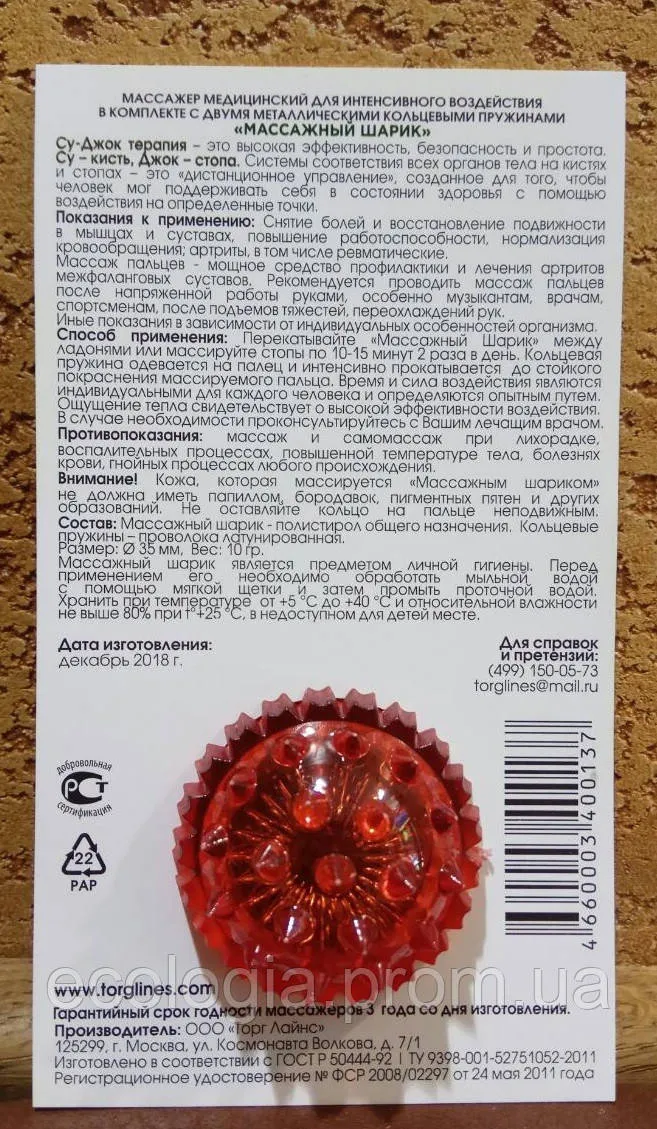 МАССАЖЕР МЕДИЦИНСКИЙ ДЛЯ ИНТЕНСИВНОГО ВОЗДЕЙСТВИЯ
В КОМПЛЕКТЕ С ДВУМЯ МЕТАЛЛИЧЕСКИМИ КОЛЬЦЕВЫМИ ПРУЖИНАМИ
«МАССАЖНЫЙ ШАРИК»
Су-Джок терапия – это высокая эффективность, безопасность и простота.
Су – кисть, Джок – стопа. Системы соответствия всех органов тела на кистях
и стопах – это «дистанционное управление», созданное для того, чтобы
человек мог поддерживать себя в состоянии здоровья с помощью
воздействия на определенные точки.
Показания к применению: Снятие болей и восстановление подвижности
в мышцах и суставах, повышение работоспособности, нормализация
кровообращения; артриты, в том числе ревматические.
Массаж пальцев - мощное средство профилактики и лечения артритов
межфаланговых суставов. Рекомендуется проводить массаж пальцев
после напряженной работы руками, особенно музыкантам, врачам,
спортсменам, после подъемов тяжестей, переохлаждений рук.
Иные показания в зависимости от индивидуальных особенностей организма.
Способ применения: Перекатывайте «Массажный Шарик» между
ладонями или массируйте стопы по 10-15 минут 2 раза в день. Кольцевая
пружина одевается на палец и интенсивно прокатывается до стойкого
покраснения массируемого пальца. Время и сила воздействия являются
индивидуальными для каждого человека и определяются опытным путем.
Ощущение тепла свидетельствует о высокой эффективности воздействия.
В случае необходимости проконсультируйтесь с Вашим лечащим врачом.
Противопоказания: массаж и самомассаж при лихорадке,
воспалительных процессах, повышенной температуре тела, болезнях
крови, гнойных процессах любого происхождения.
Внимание! Кожа, которая массируется «Массажным шариком»
не должна иметь папиллом, бородавок, пигментных пятен и других
образований. Не оставляйте кольцо на пальце неподвижным.
Состав: Массажный шарик - полистирол общего назначения. Кольцевые
пружины – проволока латунированная.
Размер: Ø 35 мм, Вес: 10 гр.
Массажный шарик является предметом личной гигиены. Перед
применением его необходимо обработать мыльной водой
с помощью мягкой щетки и затем промыть проточной водой.
Хранить при температуре от +5 °С до +40 °С и относительной влажности
не выше 80% при t°+25 °С, в недоступном для детей месте.
Дата изготовления:
декабрь 2018 г.
Для справок
и претензий:
(499) 150-05-73
torglines@mail.ru
добровольная
РСТ
сертификация
22
PAP
4 660003 400137
ecologia-prom.prom.ua
www.torglines.com
Гарантийный срок годности массажеров 3 года со дня изготовления.
Производитель: ООО «Торг Лайнс»
125299, г. Москва, ул. Космонавта Волкова, д. 7/1
Изготовлено в соответствии с ГОСТ Р 50444-92 | ТУ 9398-001-52751052-2011
Регистрационное удостоверение № ФСР 2008/02297 от 24 мая 2011 года